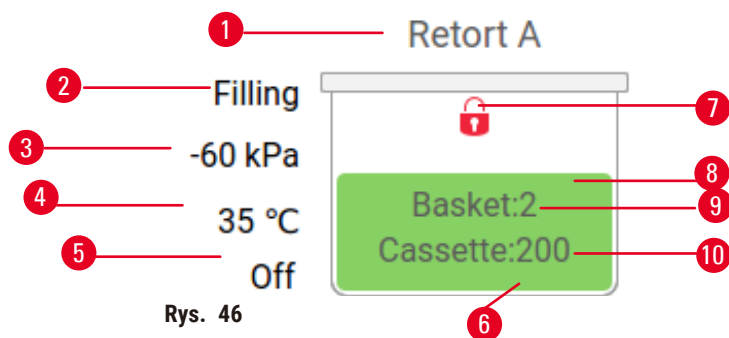 1 Retort A
2 Filling
7
3 -60 kPa
8
4 35 °C
Basket:2 9
5 Off
Cassette:200 10
Rys. 46
6